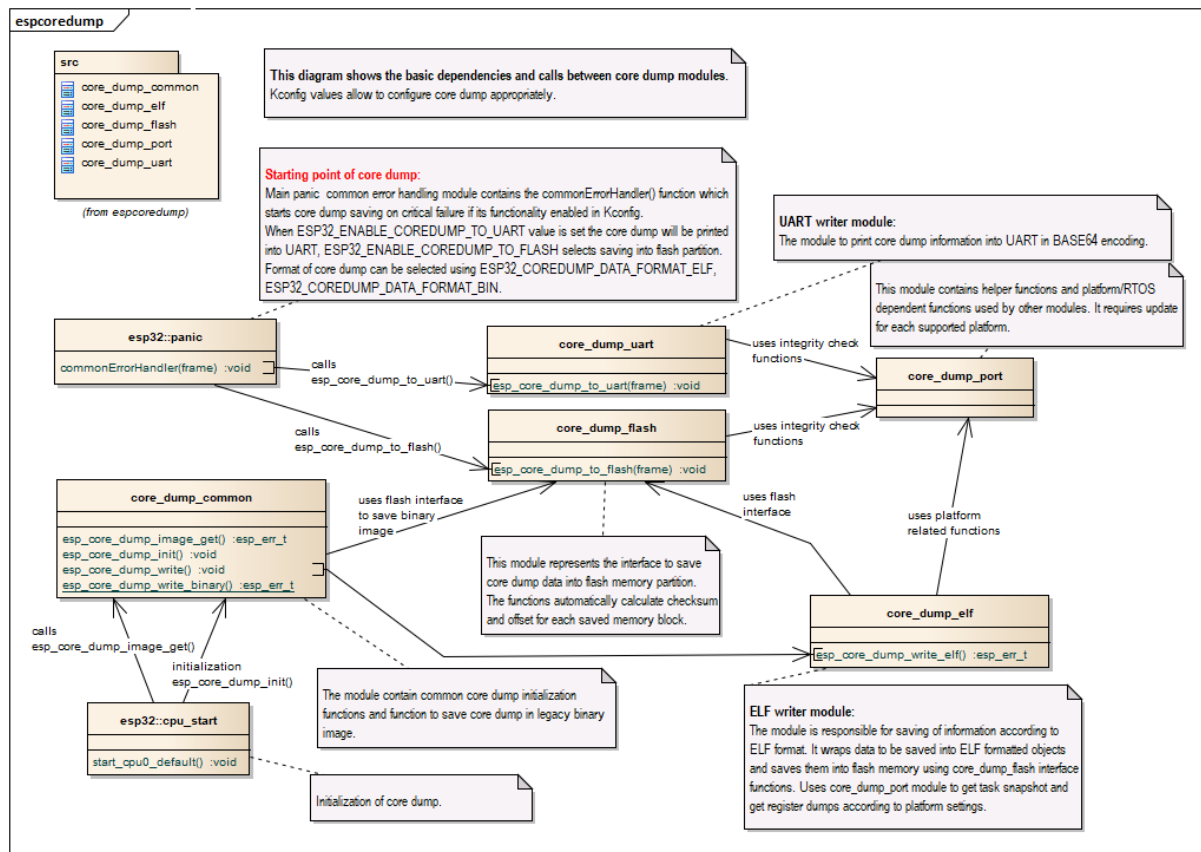 espcoredump
src
core_dump_common
core_dump_elf
core_dump_flash
core_dump_port
core_dump_uart
(from espcoredump)
This diagram shows the basic dependencies and calls between core dump modules.
Kconfig values allow to configure core dump appropriately.
Starting point of core dump:
Main panic common error handling module contains the commonErrorHandler() function which
starts core dump saving on critical failure if its functionality enabled in Kconfig.
When ESP32_ENABLE_COREDUMP_TO_UART value is set the core dump will be printed
into UART, ESP32_ENABLE_COREDUMP_TO_FLASH selects saving into flash partition.
Format of core dump can be selected using ESP32_COREDUMP_DATA_FORMAT_ELF,
ESP32_COREDUMP_DATA_FORMAT_BIN.
UART writer module:
The module to print core dump information into UART in BASE64 encoding.
This module contains helper functions and platform/RTOS
dependent functions used by other modules. It requires update
for each supported platform.
esp32::panic
commonErrorHandler(frame) :void
calls
esp_core_dump_to_uart()
core_dump_uart
esp_core_dump_to_uart(frame) :void
uses integrity check
functions
core_dump_port
calls
esp_core_dump_to_flash()
core_dump_flash
esp_core_dump_to_flash(frame) :void
uses integrity check
functions
core_dump_common
esp_core_dump_image_get() :esp_err_t
esp_core_dump_init() :void
esp_core_dump_write() :void
esp_core_dump_write_binary() :esp_err_t
uses flash interface
to save binary
image
uses flash
interface
uses platform
related functions
This module represents the interface to save
core dump data into flash memory partition.
The functions automatically calculate checksum
and offset for each saved memory block.
core_dump_elf
esp_core_dump_write_elf() :esp_err_t
calls
esp_core_dump_image_get()
initialization
esp_core_dump_init()
The module contain common core dump initialization
functions and function to save core dump in legacy binary
image.
esp32::cpu_start
start_cpu0_default() :void
Initialization of core dump.
ELF writer module:
The module is responsible for saving of information according to
ELF format. It wraps data to be saved into ELF formatted objects
and saves them into flash memory using core_dump_flash interface
functions. Uses core_dump_port module to get task snapshot and
get register dumps according to platform settings.